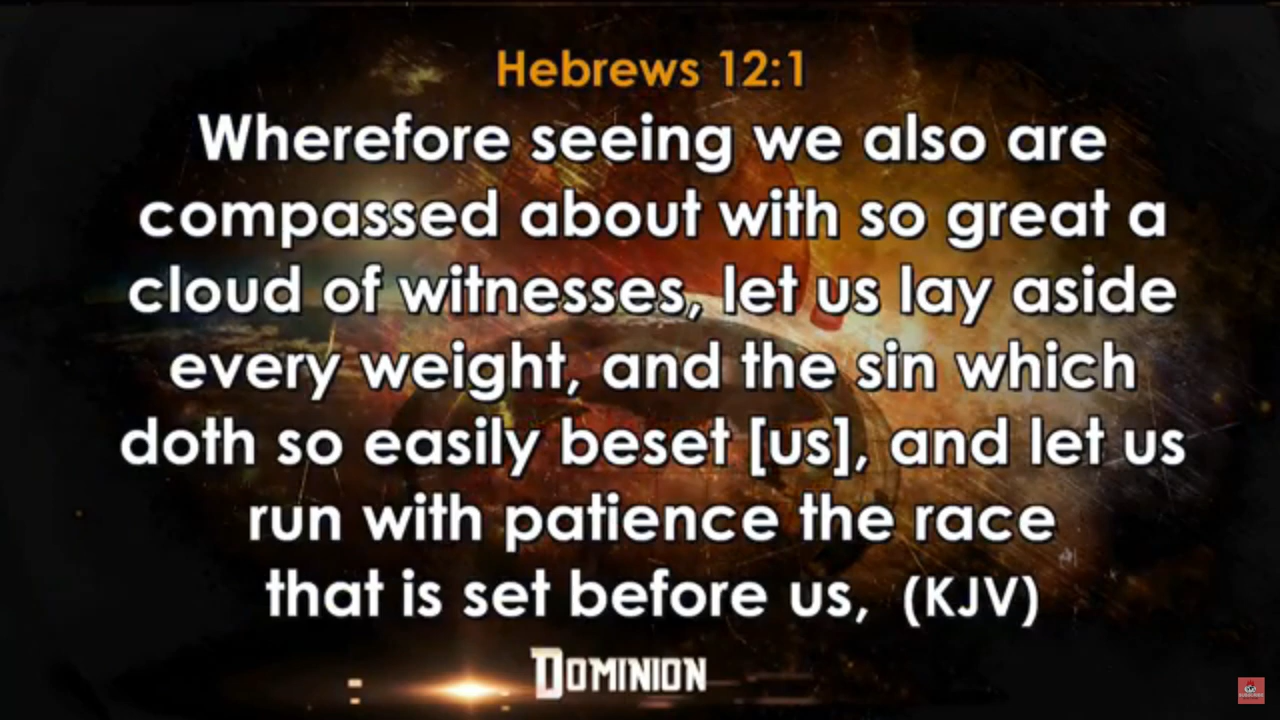 Hebrews 12:1
Wherefore seeing we also are
compassed about with so great a
cloud of witnesses, let us lay aside
every weight, and the sin which
doth so easily beset [us], and let us
run with patience the race
that is set before us, (KJV)
DOMINION